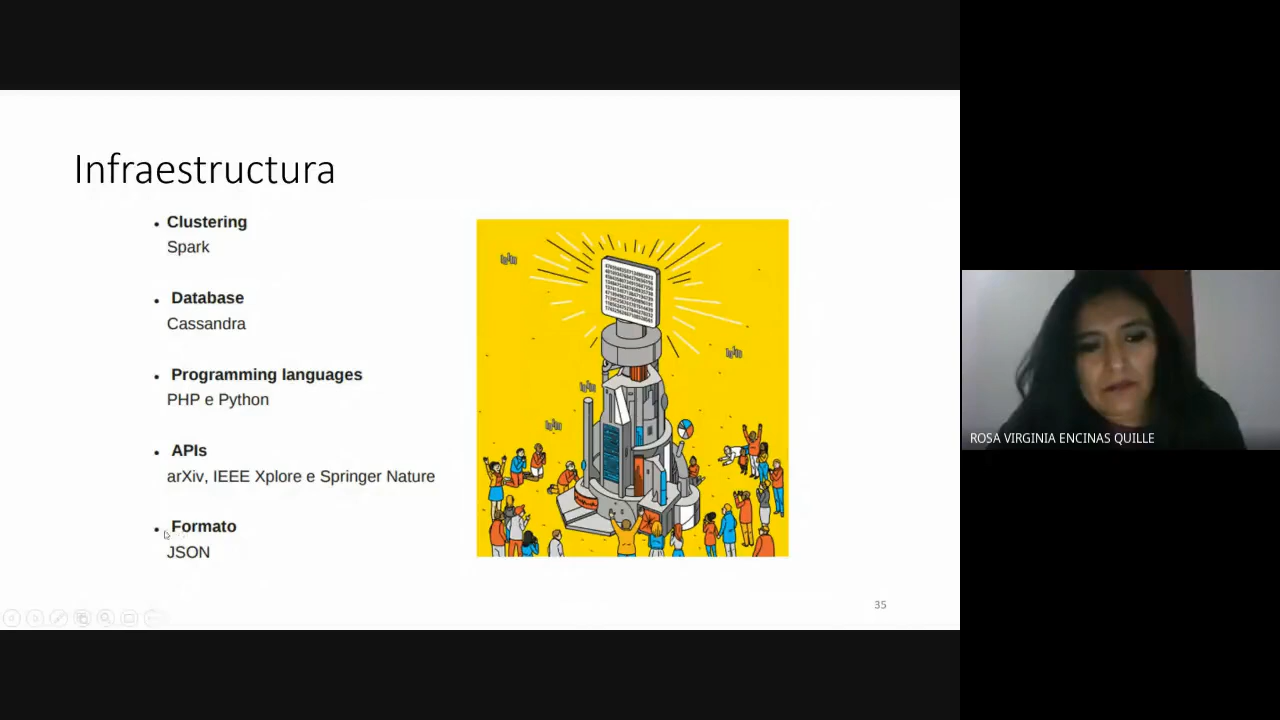 Infraestructura
• Clustering
Spark
• Database
Cassandra
• Programming languages
PHP e Python
• APIs
arXiv, IEEE Xplore e Springer Nature
• Formato
JSON
35
ROSA VIRGINIA ENCINAS QUILLE